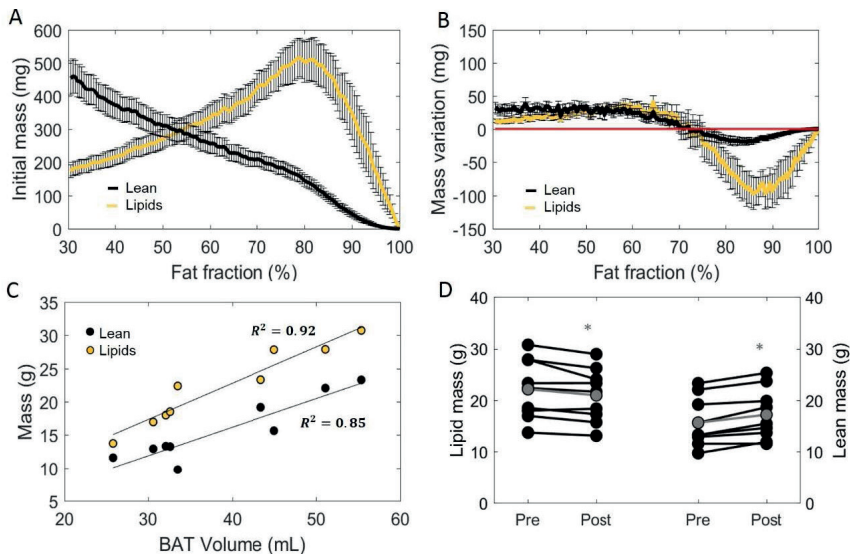 A
Initial mass (mg)
600
500
400
300
200
100
0
30 40 50 60 70 80 90 100
Fat fraction (%)
Lean
Lipids
B
Mass variation (mg)
150
100
50
0
-50
-100
-150
30 40 50 60 70 80 90 100
Fat fraction (%)
Lean
Lipids
C
Mass (g)
35
30
25
20
15
10
5
20 30 40 50 60
BAT Volume (mL)
Lean
Lipids
R² = 0.92
R² = 0.85
D
Lipid mass (g)
40
30
20
10
0
* *
Pre Post Pre Post
40
30
20
10
0
Lean mass (g)